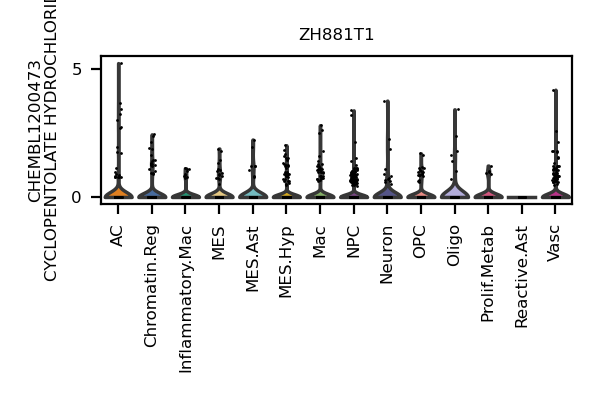 ZH881T1
CHEMBL1200473
CYCLOPENTOLATE HYDROCHLORID
5
0
AC
Chromatin.Reg
Inflammatory.Mac
MES
MES.Ast
MES.Hyp
Mac
NPC
Neuron
OPC
Oligo
Prolif.Metab
Reactive.Ast
Vasc